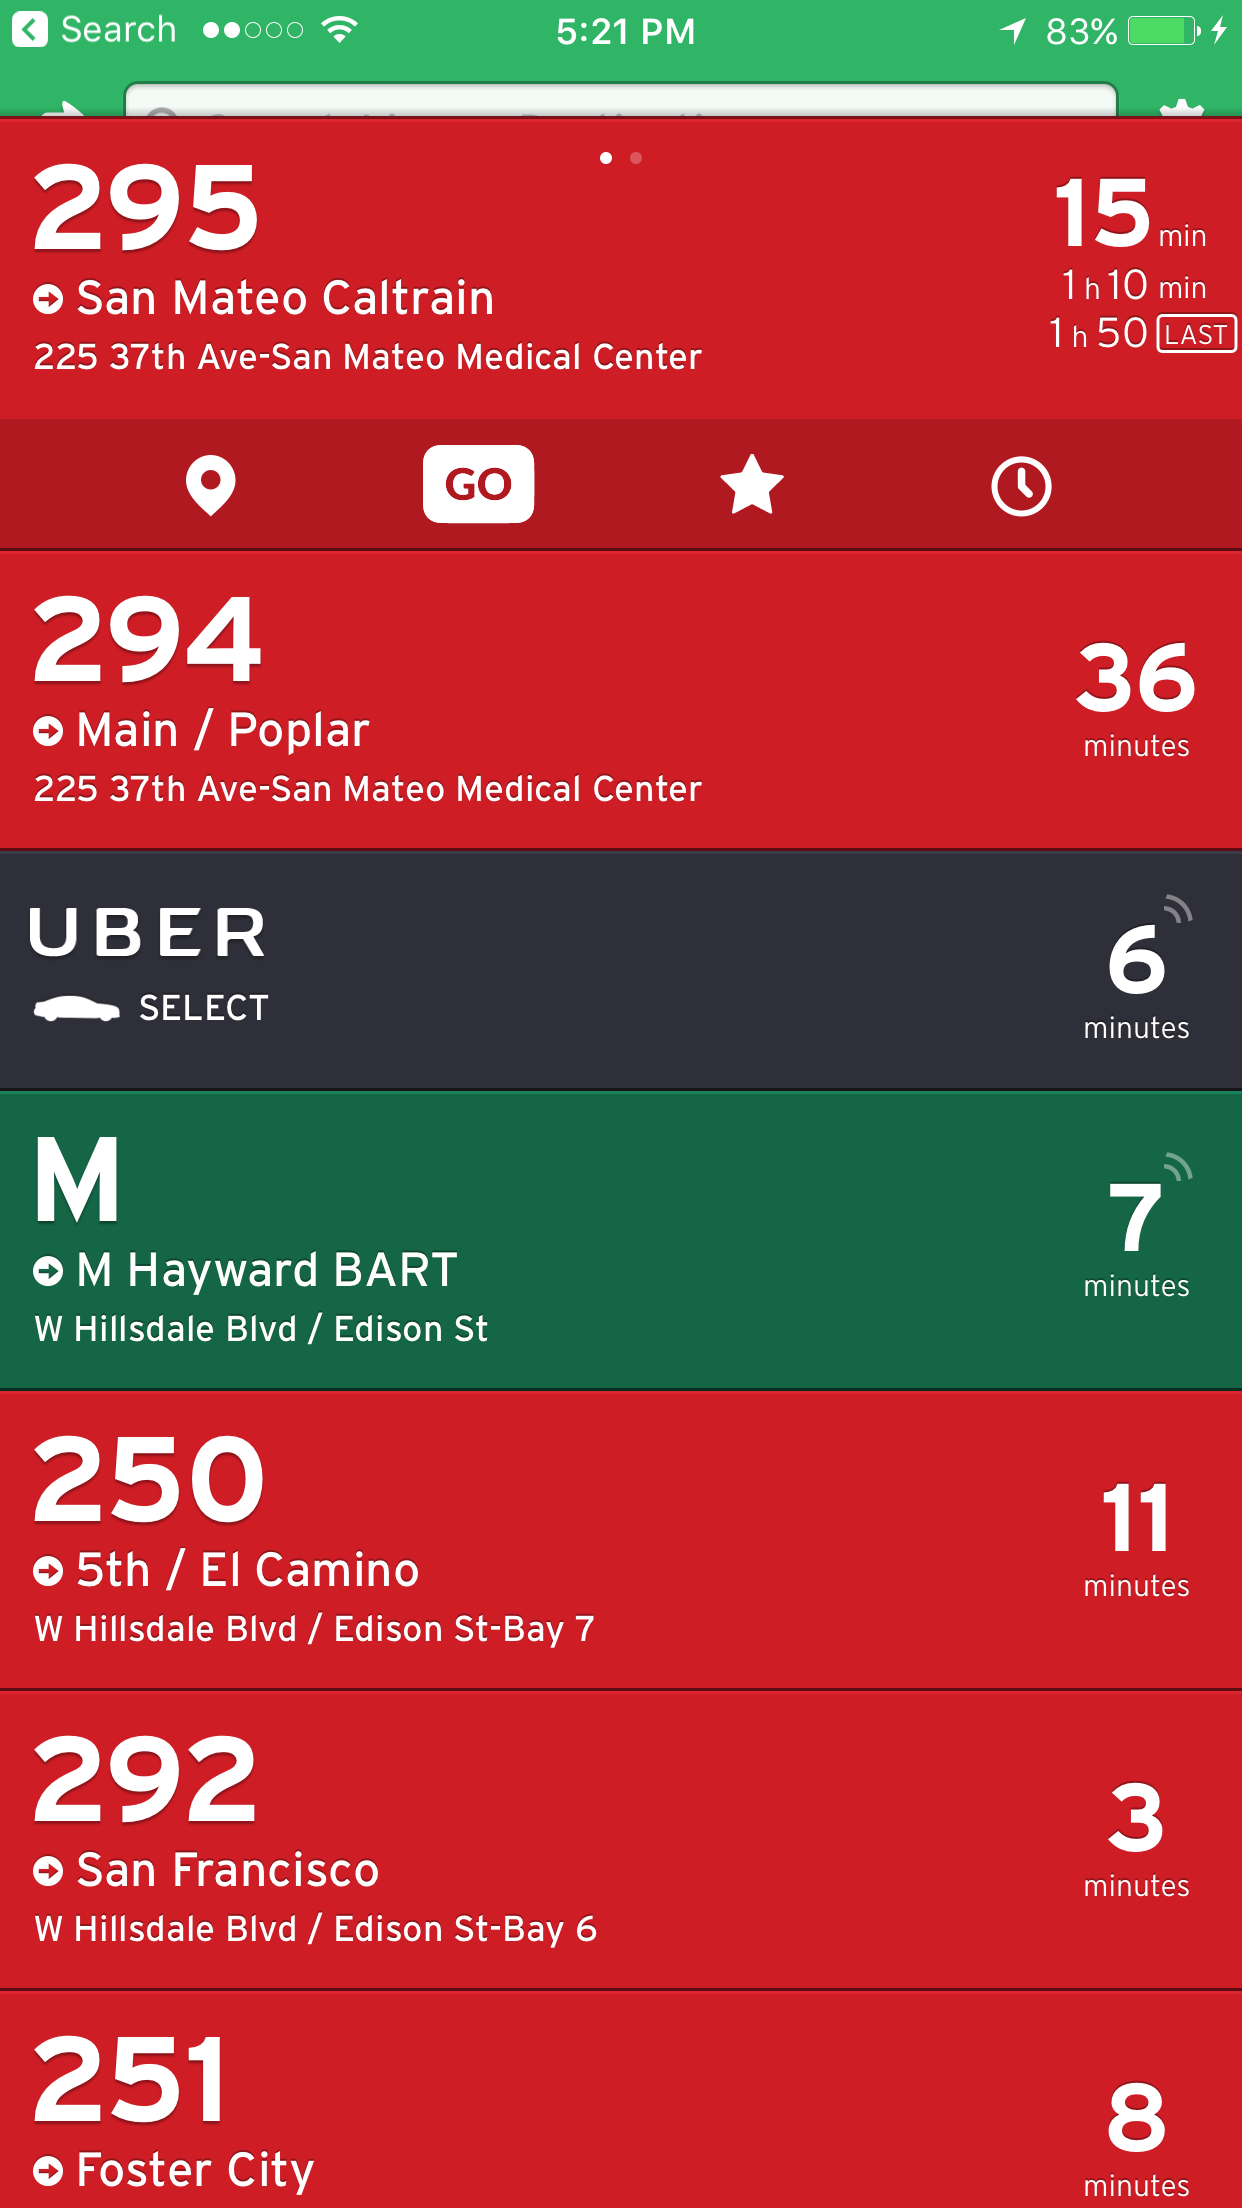 Search 5:21 PM 83%
295
San Mateo Caltrain
225 37th Ave-San Mateo Medical Center
15 min
1 h 10 min
1 h 50 LAST
GO
294
Main / Poplar
225 37th Ave-San Mateo Medical Center
36
minutes
UBER
SELECT
6
minutes
M
M Hayward BART
W Hillsdale Blvd / Edison St
7
minutes
250
5th / El Camino
W Hillsdale Blvd / Edison St-Bay 7
11
minutes
292
San Francisco
W Hillsdale Blvd / Edison St-Bay 6
3
minutes
251
Foster City
8
minutes